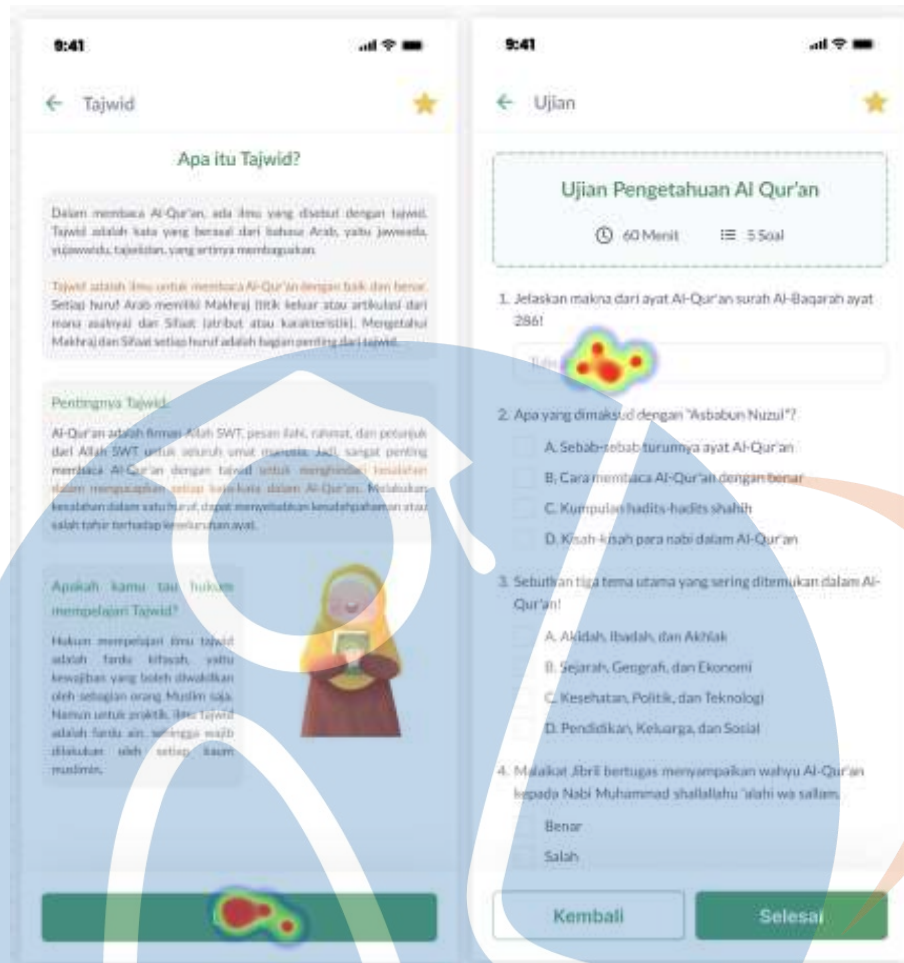 9:41
Tajwid
Apa itu Tajwid?
Dalam membaca Al-Qur'an, ada ilmu yang disebut dengan tajwid.
Tajwid adalah kata yang berasal dari bahasa Arab, yaitu jawwada,
yujawwidu, tajwidan, yang artinya membaguskan.
Tajwid adalah ilmu untuk membaca Al-Qur'an dengan baik dan benar.
Setiap huruf Arab memiliki Makhraj (titik keluar atau artikulasi dari
mana asalnya) dan Sifaat (atribut atau karakteristik). Mengetahui
Makhraj dan Sifaat setiap huruf adalah bagian penting dari tajwid.
Pentingnya Tajwid:
Al-Qur'an adalah firman Allah SWT, pesan ilahi, rahmat, dan petunjuk
dari Allah SWT untuk seluruh umat manusia. Jadi, sangat penting
membaca Al-Qur'an dengan tajwid untuk menghindari kesalahan
dalam mengucapkan setiap kata-kata dalam Al-Qur'an. Melakukan
kesalahan dalam satu huruf, dapat menyebabkan kesalahpahaman atau
salah tafsir terhadap keseluruhan ayat.
Apakah kamu tau hukum
mempelajari Tajwid?
Hukum mempelajari ilmu tajwid
adalah fardu kifayah, yaitu
kewajiban yang boleh diwakilkan
oleh sebagian orang Muslim saja.
Namun untuk praktik, ilmu tajwid
adalah fardu ain, sehingga wajib
dilakukan oleh setiap kaum
muslimin.
9:41
Ujian
Ujian Pengetahuan Al Qur'an
60 Menit 5 Soal
1. Jelaskan makna dari ayat Al-Qur'an surah Al-Baqarah ayat
286!
2. Apa yang dimaksud dengan "Asbabun Nuzul"?
A. Sebab-sebab turunnya ayat Al-Qur'an
B. Cara membaca Al-Qur'an dengan benar
C. Kumpulan hadits-hadits shahih
D. Kisah-kisah para nabi dalam Al-Qur'an
3. Sebutkan tiga tema utama yang sering ditemukan dalam Al-
Qur'an!
A. Akidah, Ibadah, dan Akhlak
B. Sejarah, Geografi, dan Ekonomi
C. Kesehatan, Politik, dan Teknologi
D. Pendidikan, Keluarga, dan Sosial
4. Malaikat Jibril bertugas menyampaikan wahyu Al-Qur'an
kepada Nabi Muhammad shallallahu 'alahi wa sallam.
Benar
Salah
Kembali
Selesai